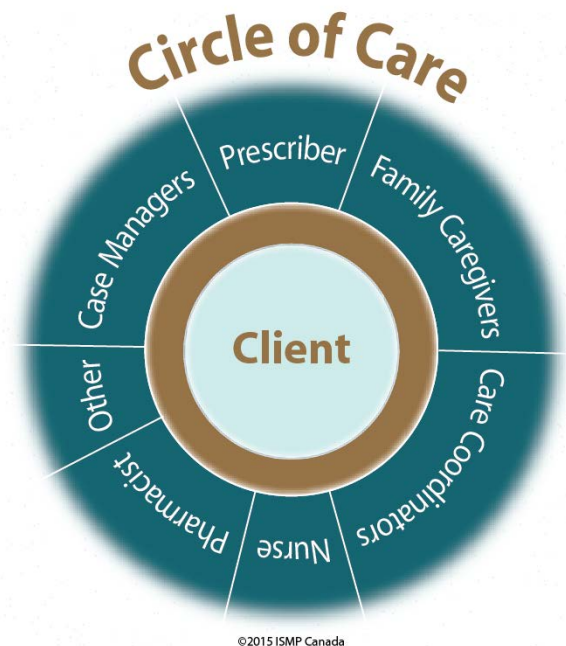 Circle of Care
Prescriber
Family Caregivers
Care Coordinators
Nurse
Pharmacist
Other
Case Managers
Client
©2015 ISMP Canada